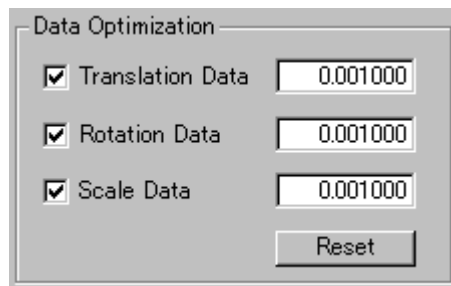 Data Optimization
Translation Data 0.001000
Rotation Data 0.001000
Scale Data 0.001000
Reset